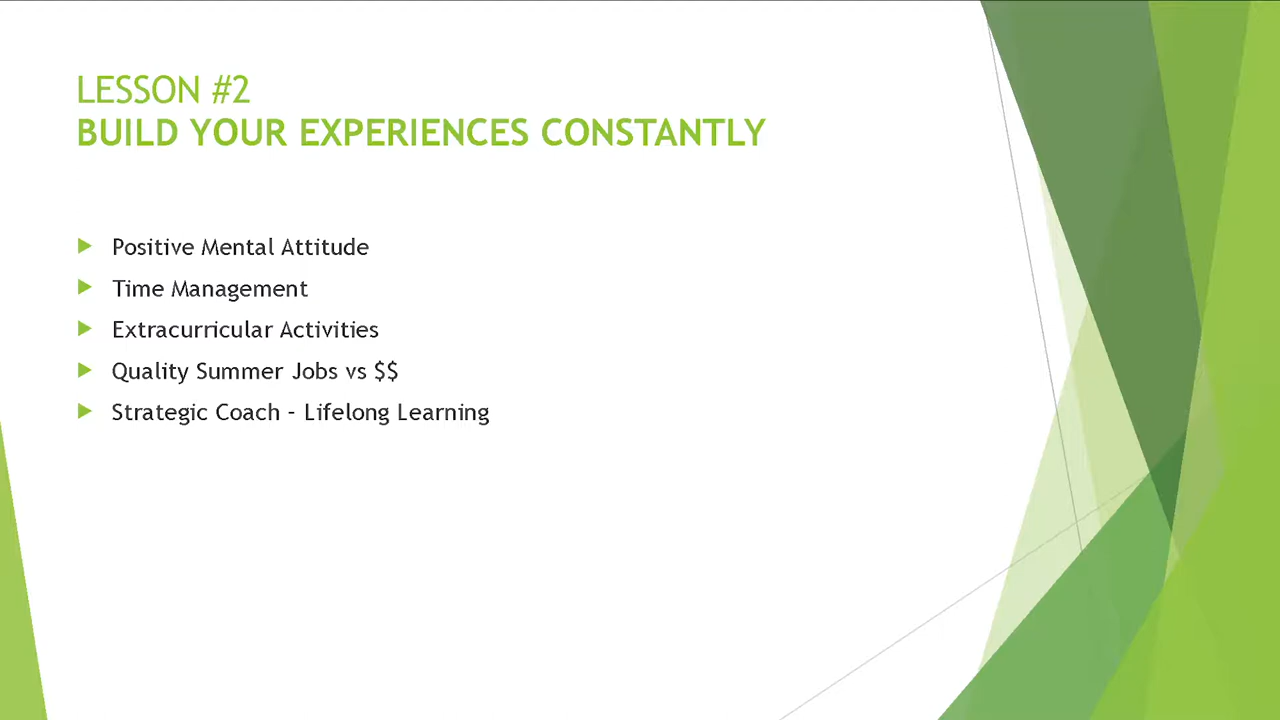 LESSON #2
BUILD YOUR EXPERIENCES CONSTANTLY
Positive Mental Attitude
Time Management
Extracurricular Activities
Quality Summer Jobs vs $$
Strategic Coach – Lifelong Learning